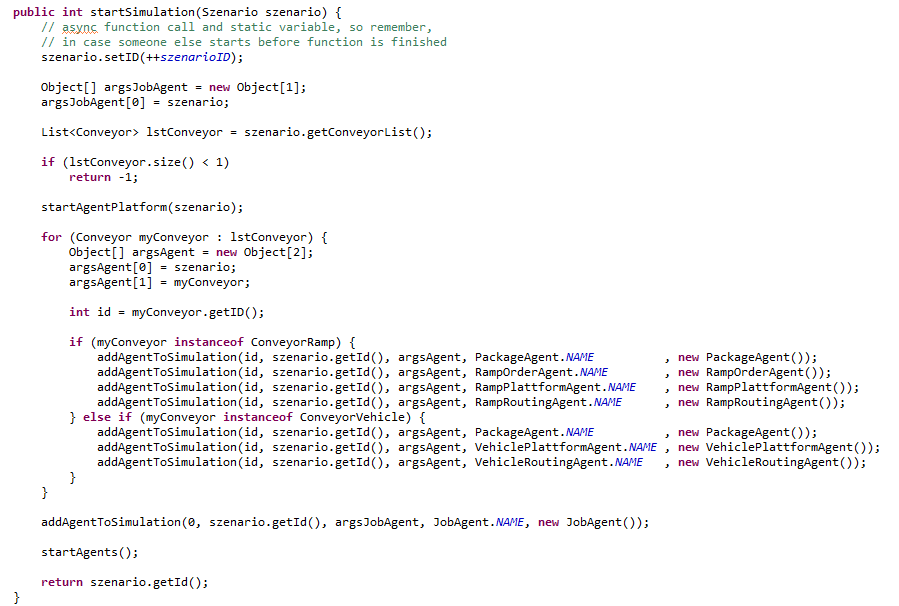 public int startSimulation(Szenario szenario) {
    // async function call and static variable, so remember,
    // in case someone else starts before function is finished
    szenario.setID(++szenarioID);

    Object[] argsJobAgent = new Object[1];
    argsJobAgent[0] = szenario;

    List<Conveyor> lstConveyor = szenario.getConveyorList();

    if (lstConveyor.size() < 1)
        return -1;

    startAgentPlatform(szenario);

    for (Conveyor myConveyor : lstConveyor) {
        Object[] argsAgent = new Object[2];
        argsAgent[0] = szenario;
        argsAgent[1] = myConveyor;

        int id = myConveyor.getID();

        if (myConveyor instanceof ConveyorRamp) {
            addAgentToSimulation(id, szenario.getId(), argsAgent, PackageAgent.NAME          , new PackageAgent());
            addAgentToSimulation(id, szenario.getId(), argsAgent, RampOrderAgent.NAME        , new RampOrderAgent());
            addAgentToSimulation(id, szenario.getId(), argsAgent, RampPlattformAgent.NAME    , new RampPlattformAgent());
            addAgentToSimulation(id, szenario.getId(), argsAgent, RampRoutingAgent.NAME      , new RampRoutingAgent());
        } else if (myConveyor instanceof ConveyorVehicle) {
            addAgentToSimulation(id, szenario.getId(), argsAgent, PackageAgent.NAME          , new PackageAgent());
            addAgentToSimulation(id, szenario.getId(), argsAgent, VehiclePlattformAgent.NAME , new VehiclePlattformAgent());
            addAgentToSimulation(id, szenario.getId(), argsAgent, VehicleRoutingAgent.NAME   , new VehicleRoutingAgent());
        }
    }

    addAgentToSimulation(0, szenario.getId(), argsJobAgent, JobAgent.NAME, new JobAgent());

    startAgents();

    return szenario.getId();
}